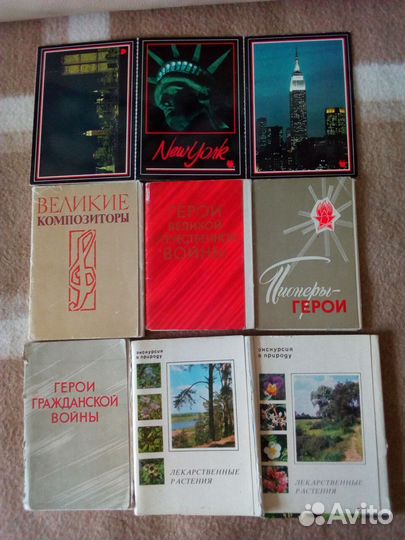 New York
ВЕЛИКИЕ
КОМПОЗИТОРЫ
ГЕРОИ
ВЕЛИКОЙ
ОТЕЧЕСТВЕННОЙ
ВОЙНЫ
Пионеры-
ГЕРОИ
ГЕРОИ
ГРАЖДАНСКОЙ
ВОЙНЫ
экскурсия
в природу
ЛЕКАРСТВЕННЫЕ
РАСТЕНИЯ
экскурсия
в природу
ЛЕКАРСТВЕННЫЕ
РАСТЕНИЯ
Avito